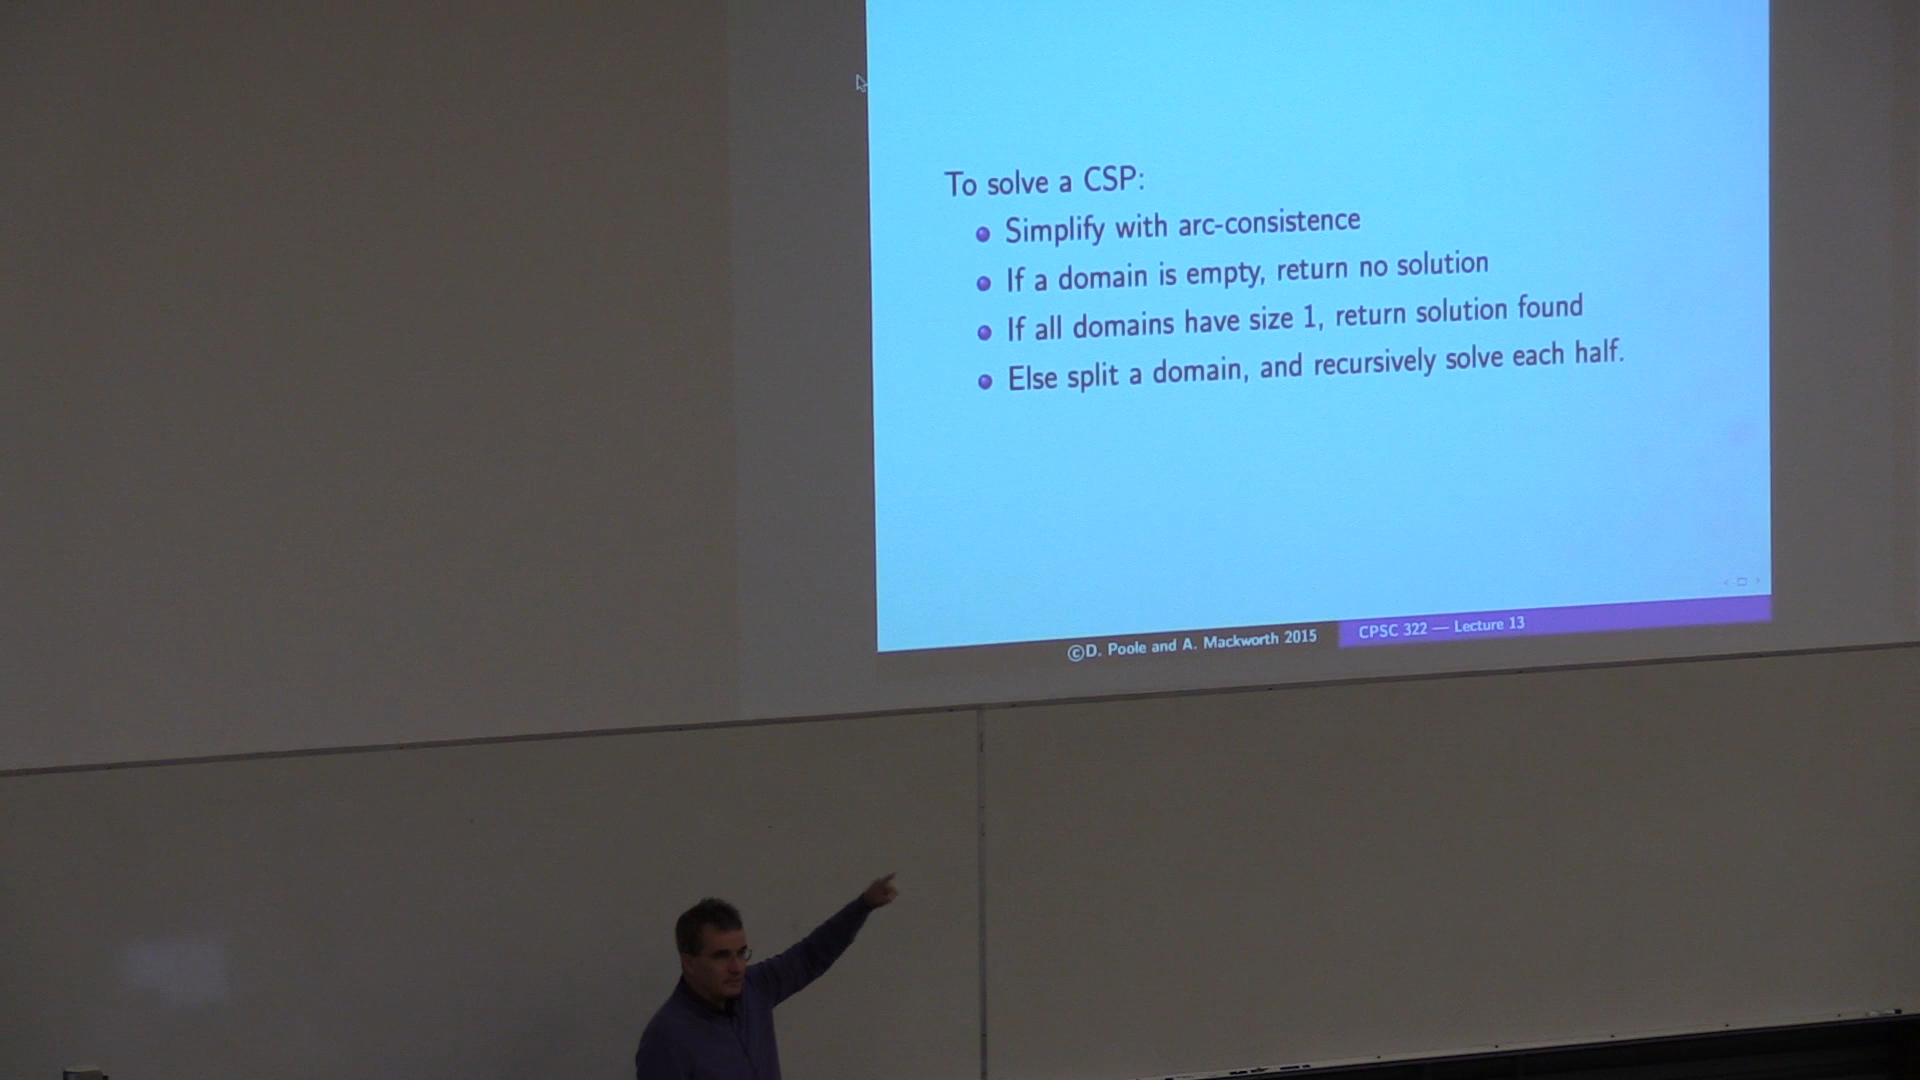 To solve a CSP:
Simplify with arc-consistence
If a domain is empty, return no solution
If all domains have size 1, return solution found
Else split a domain, and recursively solve each half.
©D. Poole and A. Mackworth 2015
CPSC 322 — Lecture 13